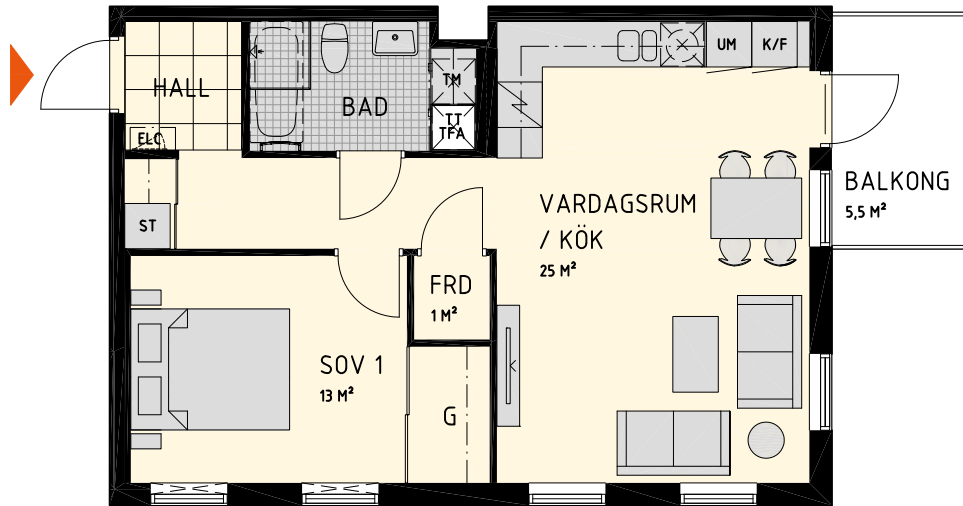 HALL
ELC
ST
BAD
TM
TT
TFA
UM
K/F
VARDAGSRUM
/ KÖK
25 M²
BALKONG
5,5 M²
FRD
1 M²
SOV 1
13 M²
G